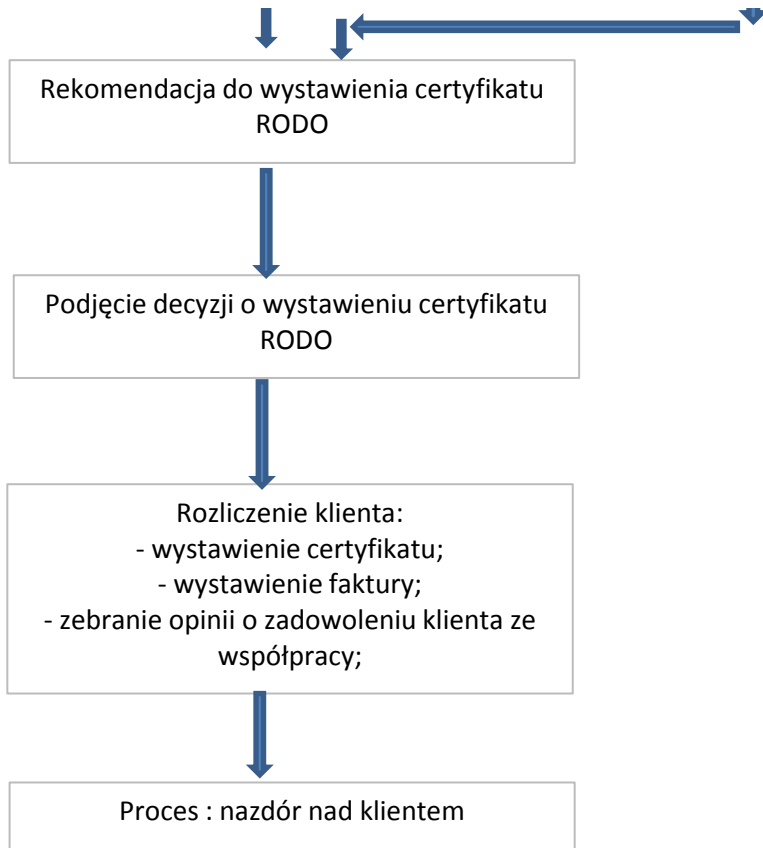 Rekomendacja do wystawienia certyfikatu
RODO
Podjęcie decyzji o wystawieniu certyfikatu
RODO
Rozliczenie klienta:
- wystawienie certyfikatu;
- wystawienie faktury;
- zebranie opinii o zadowoleniu klienta ze
współpracy;
Proces : nazdór nad klientem